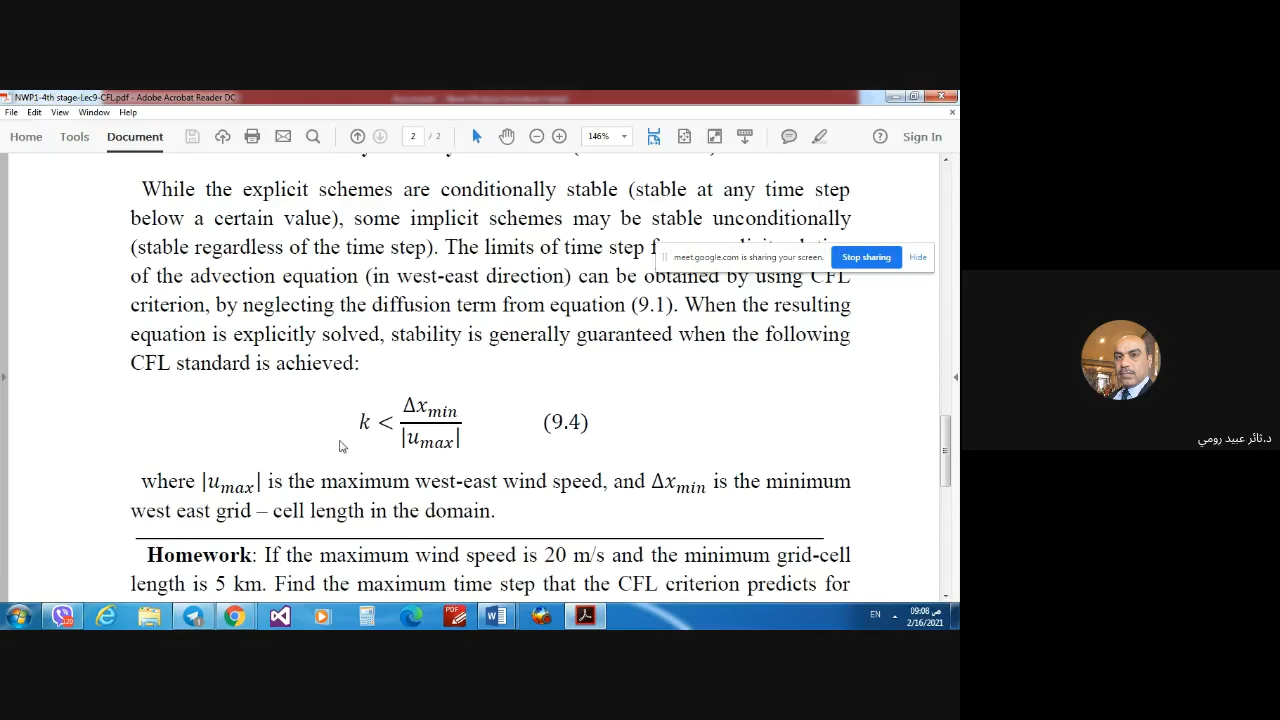 NWP1-4th stage-Lec9-CFL.pdf - Adobe Acrobat Reader DC
File Edit View Window Help
Home Tools Document 2 / 2 146% Sign In
While the explicit schemes are conditionally stable (stable at any time step
below a certain value), some implicit schemes may be stable unconditionally
(stable regardless of the time step). The limits of time step
meet.google.com is sharing your screen. Stop sharing Hide
of the advection equation (in west-east direction) can be obtained by using CFL
criterion, by neglecting the diffusion term from equation (9.1). When the resulting
equation is explicitly solved, stability is generally guaranteed when the following
CFL standard is achieved:
k < Δx_min / |u_max| (9.4)
where |u_max| is the maximum west-east wind speed, and Δx_min is the minimum
west east grid – cell length in the domain.
Homework: If the maximum wind speed is 20 m/s and the minimum grid-cell
length is 5 km. Find the maximum time step that the CFL criterion predicts for
د.ثائر عبيد رومي
120
PDF
EN
09:08 ص
2/16/2021